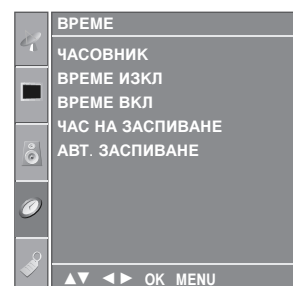 ВРЕМЕ
ЧАСОВНИК
ВРЕМЕ ИЗКЛ
ВРЕМЕ ВКЛ
ЧАС НА ЗАСПИВАНЕ
АВТ. ЗАСПИВАНЕ
▲▼ ◄► OK MENU